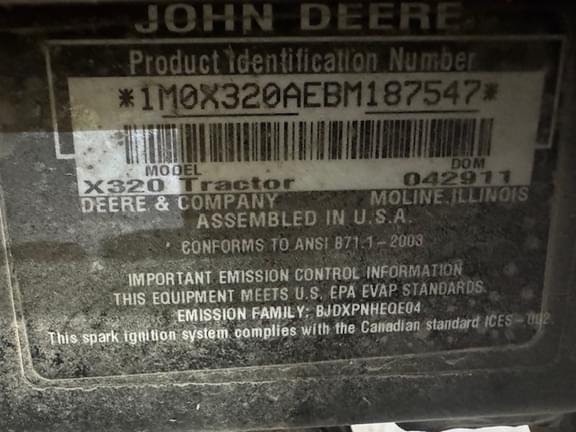 JOHN DEERE
Product Identification Number
*1M0X320AEBM187547*
MODEL DOM
X320 Tractor 042911
DEERE & COMPANY MOLINE, ILLINOIS
ASSEMBLED IN U.S.A.
CONFORMS TO ANSI B71.1-2003
IMPORTANT EMISSION CONTROL INFORMATION
THIS EQUIPMENT MEETS U.S. EPA EVAP STANDARDS.
EMISSION FAMILY: BJDXPNHEQE04
This spark ignition system complies with the Canadian standard ICES-002